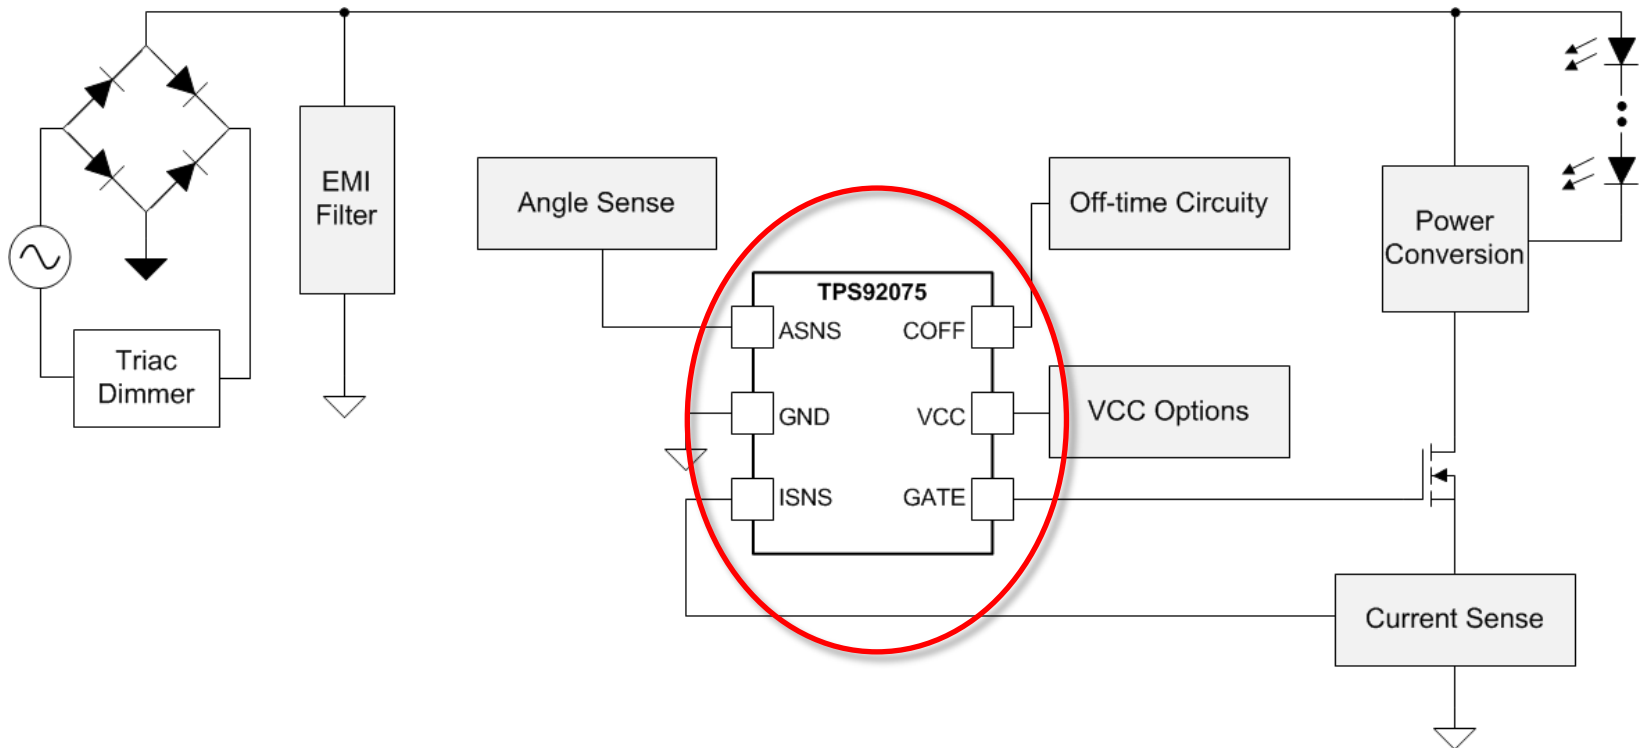 EMI
Filter
Triac
Dimmer
Angle Sense
Off-time Circuity
Power
Conversion
TPS92075
ASNS
COFF
GND
VCC
VCC Options
ISNS
GATE
Current Sense